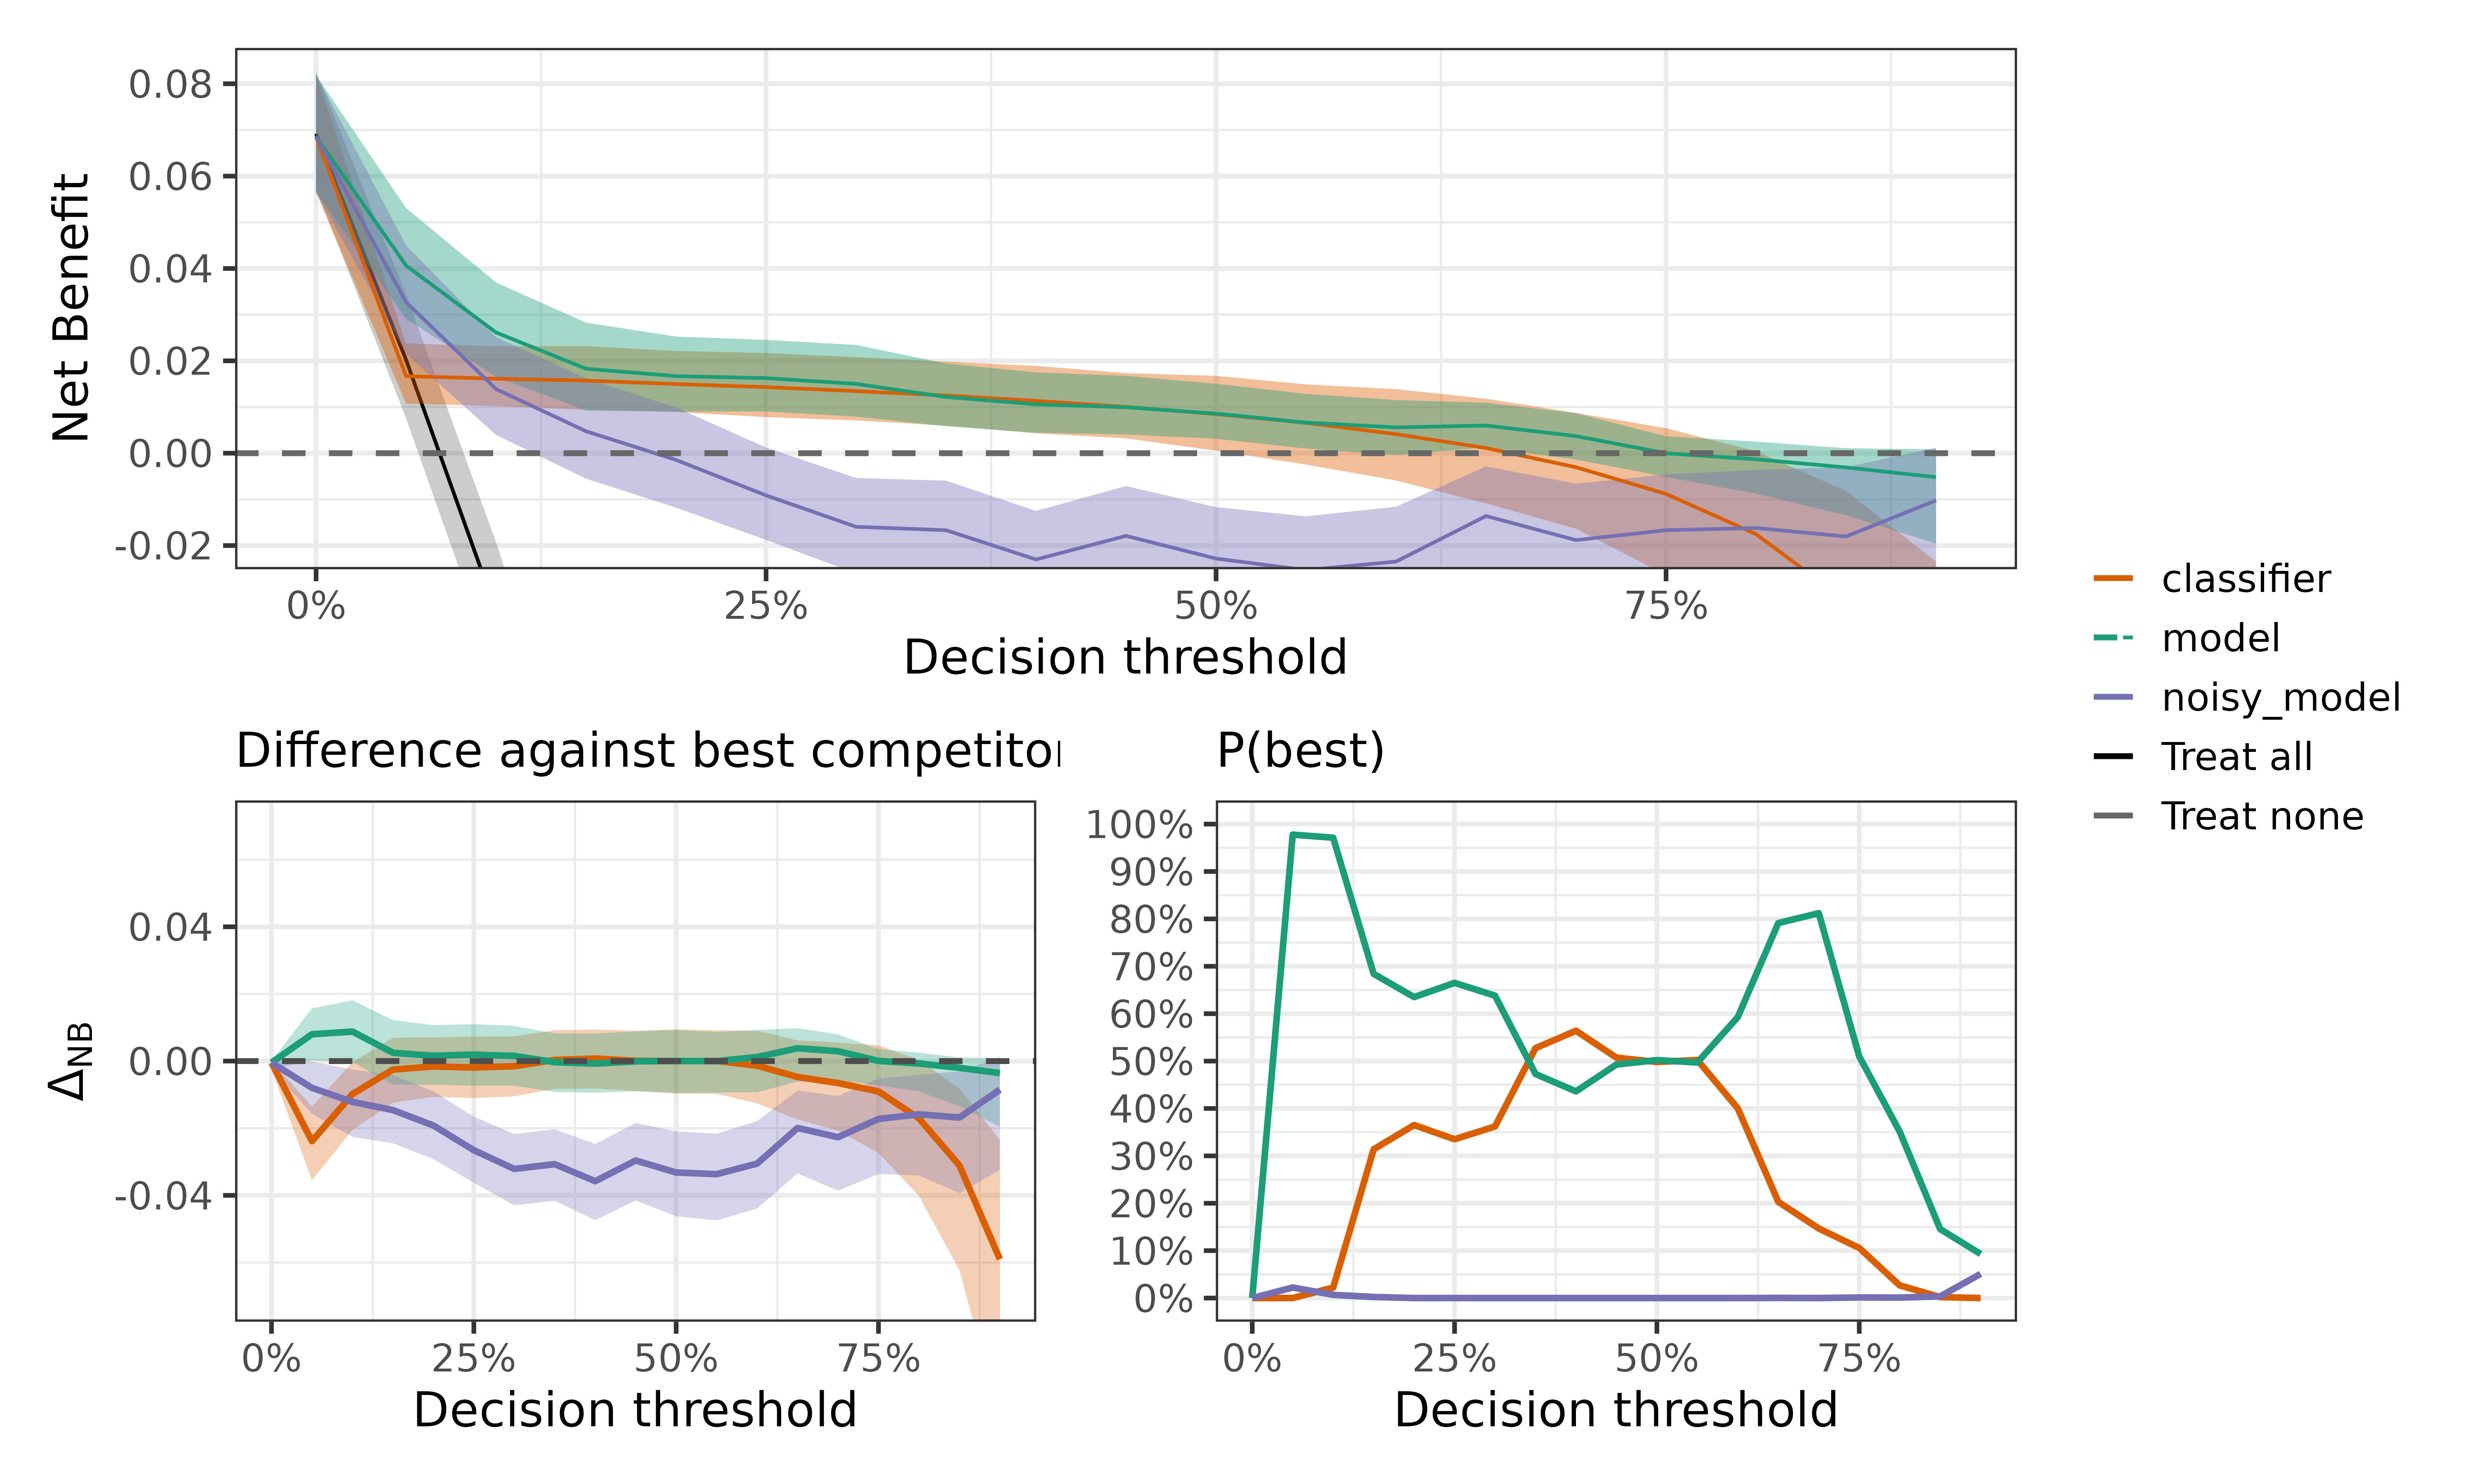 Net Benefit
0.08
0.06
0.04
0.02
0.00
-0.02
0% 25% 50% 75%
Decision threshold
classifier
model
noisy_model
Treat all
Treat none
Difference against best competitor
ΔNB
0.04
0.00
-0.04
0% 25% 50% 75%
Decision threshold
P(best)
100%
90%
80%
70%
60%
50%
40%
30%
20%
10%
0%
0% 25% 50% 75%
Decision threshold